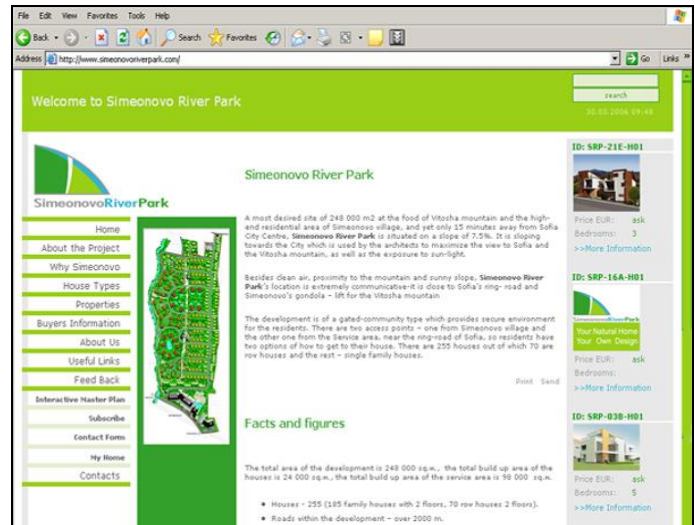 File Edit View Favorites Tools Help
Back Search Favorites
Address http://www.simeonovoriverpark.com/ Go Links »
Welcome to Simeonovo River Park
search
30.03.2006 09:48
SimeonovoRiverPark
Home
About the Project
Why Simeonovo
House Types
Properties
Buyers Information
About Us
Useful Links
Feed Back
Interactive Master Plan
Subscribe
Contact Form
My Home
Contacts
Simeonovo River Park
A most desired site of 248 000 m2 at the food of Vitosha mountain and the high-
end residential area of Simeonovo village, and yet only 15 minutes away from Sofia
City Centre, Simeonovo River Park is situated on a slope of 7.5%. It is sloping
towards the City which is used by the architects to maximize the view to Sofia and
the Vitosha mountain, as well as the exposure to sun-light.
Besides clean air, proximity to the mountain and sunny slope, Simeonovo River
Park's location is extremely communicative-it is close to Sofia's ring- road and
Simeonovo's gondola – lift for the Vitosha mountain
The development is of a gated-community type which provides secure environment
for the residents. There are two access points – one from Simeonovo village and
the other one from the Service area, near the ring-road of Sofia, so residents have
two options of how to get to their house. There are 255 houses out of which 70 are
row houses and the rest – single family houses.
Print Send
Facts and figures
The total area of the development is 248 000 sq.m., the total build up area of the
houses is 24 000 sq.m., the total build up area of the service area is 98 000 sq.m.
• Houses - 255 (185 family houses with 2 floors, 70 row houses 2 floors).
• Roads within the development – over 2000 m.
ID: SRP-21E-H01
Price EUR: ask
Bedrooms: 3
>>More Information
ID: SRP-16A-H01
SimeonovoRiverPark
Your Natural Home
Your Own Design
Price EUR: ask
Bedrooms:
>>More Information
ID: SRP-03B-H01
Price EUR: ask
Bedrooms: 5
>>More Information